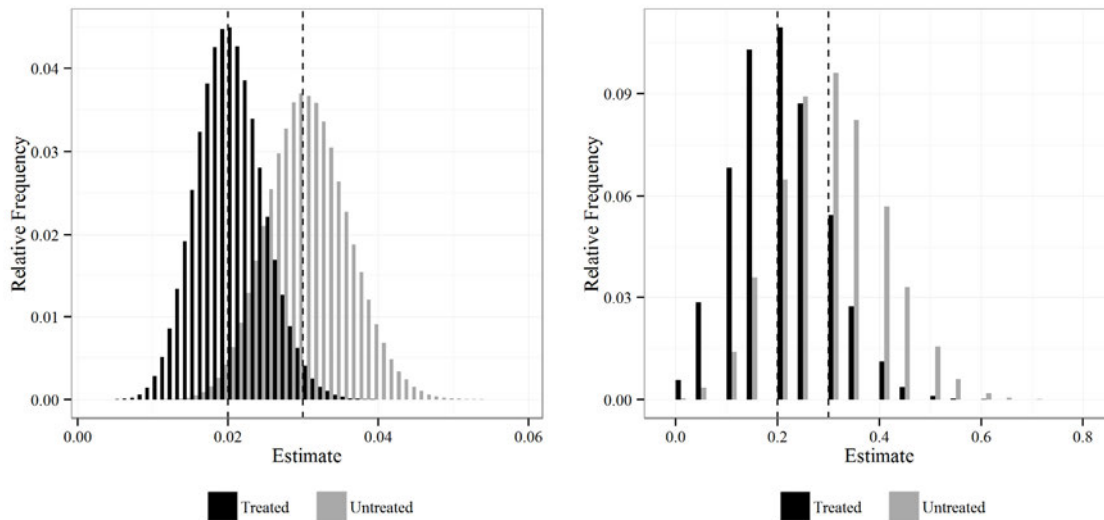 Relative Frequency
0.04
0.03
0.02
0.01
0.00
0.00 0.02 0.04 0.06
Estimate
Treated Untreated
Relative Frequency
0.09
0.06
0.03
0.00
0.0 0.2 0.4 0.6 0.8
Estimate
Treated Untreated